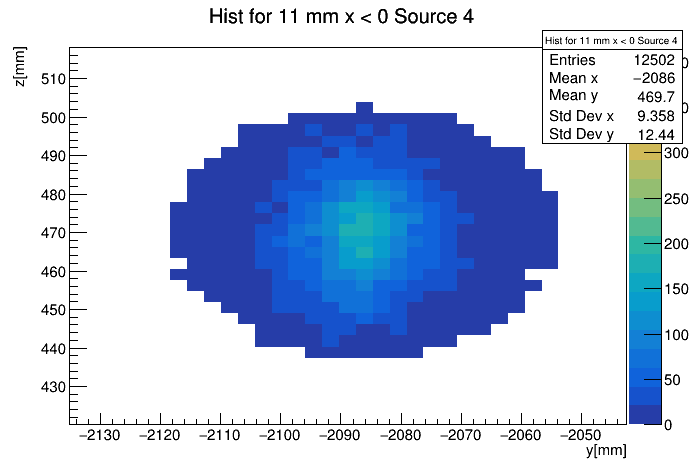 Hist for 11 mm x < 0 Source 4
z[mm]
Hist for 11 mm x < 0 Source 4
Entries 12502
Mean x −2086
Mean y 469.7
Std Dev x 9.358
Std Dev y 12.44
510
500
490
480
470
460
450
440
430
300
250
200
150
100
50
0
−2130 −2120 −2110 −2100 −2090 −2080 −2070 −2060 −2050
y[mm]